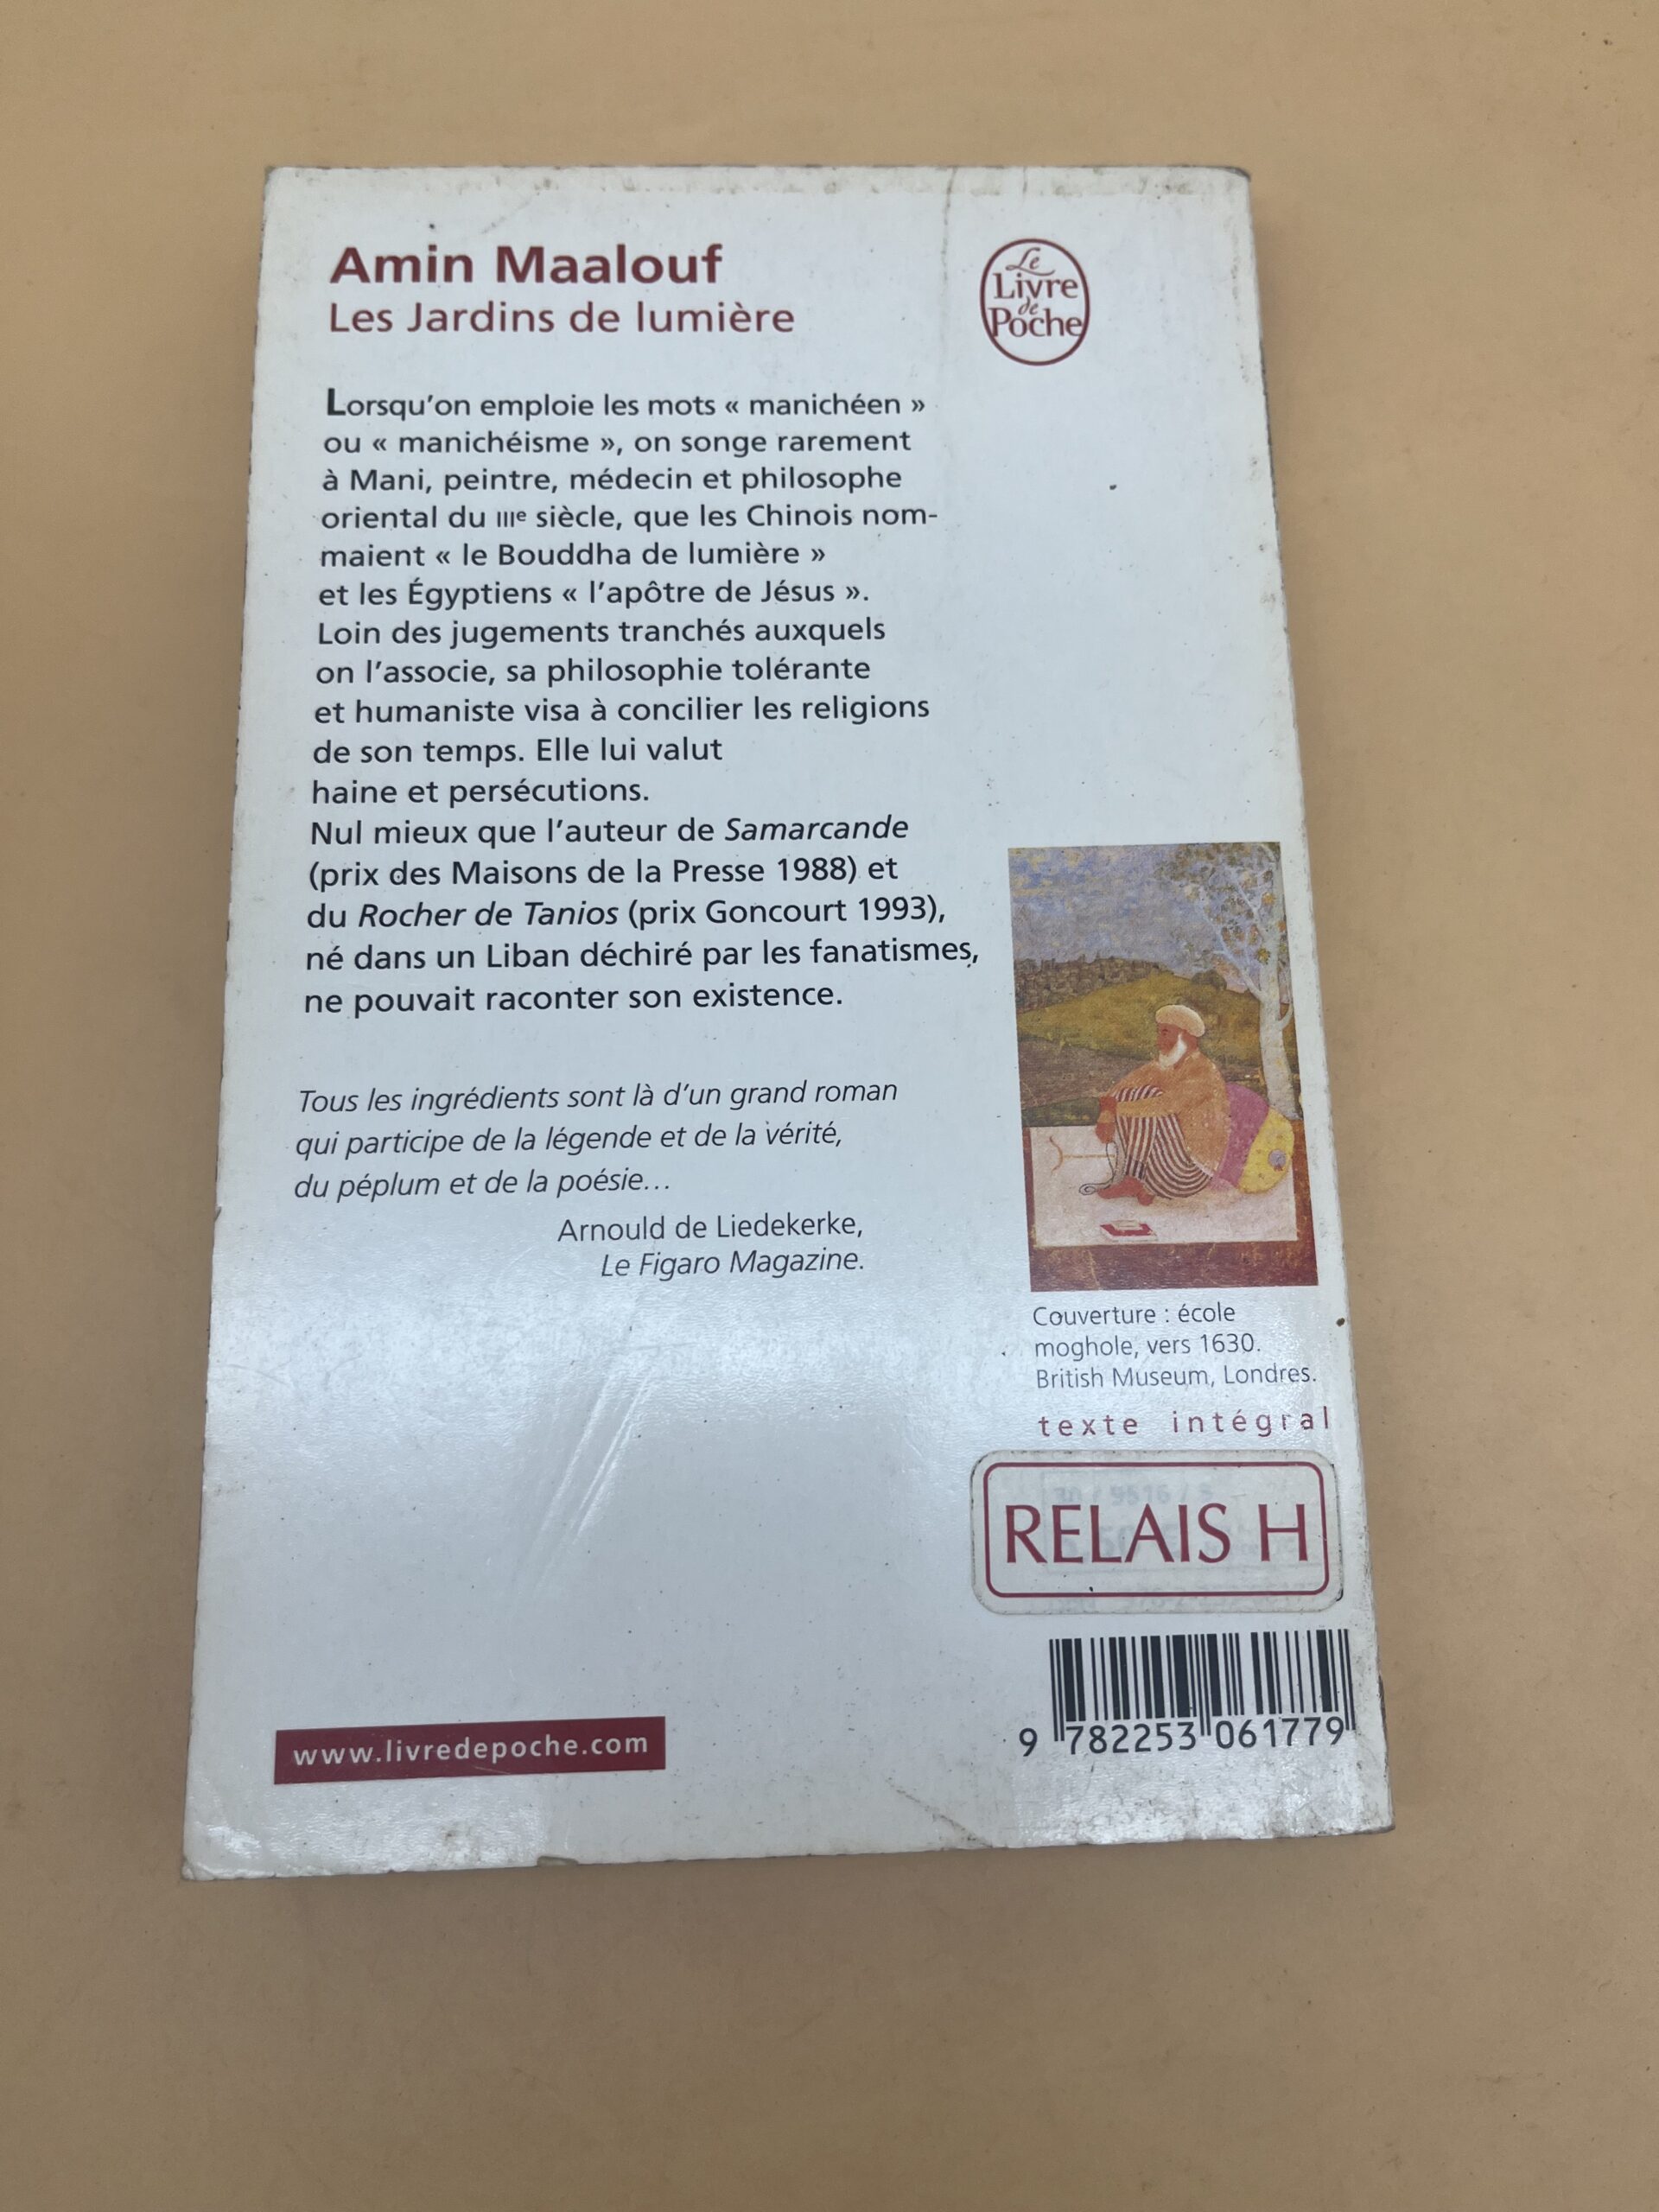 Amin Maalouf
Les Jardins de lumière
Le
Livre
de
Poche
Lorsqu'on emploie les mots « manichéen »
ou « manichéisme », on songe rarement
à Mani, peintre, médecin et philosophe
oriental du IIIe siècle, que les Chinois nom-
maient « le Bouddha de lumière »
et les Égyptiens « l'apôtre de Jésus ».
Loin des jugements tranchés auxquels
on l'associe, sa philosophie tolérante
et humaniste visa à concilier les religions
de son temps. Elle lui valut
haine et persécutions.
Nul mieux que l'auteur de Samarcande
(prix des Maisons de la Presse 1988) et
du Rocher de Tanios (prix Goncourt 1993),
né dans un Liban déchiré par les fanatismes,
ne pouvait raconter son existence.
Tous les ingrédients sont là d'un grand roman
qui participe de la légende et de la vérité,
du péplum et de la poésie...
Arnould de Liedekerke,
Le Figaro Magazine.
Couverture : école
moghole, vers 1630.
British Museum, Londres.
texte intégral
RELAIS H
9 782253 061779
www.livredepoche.com